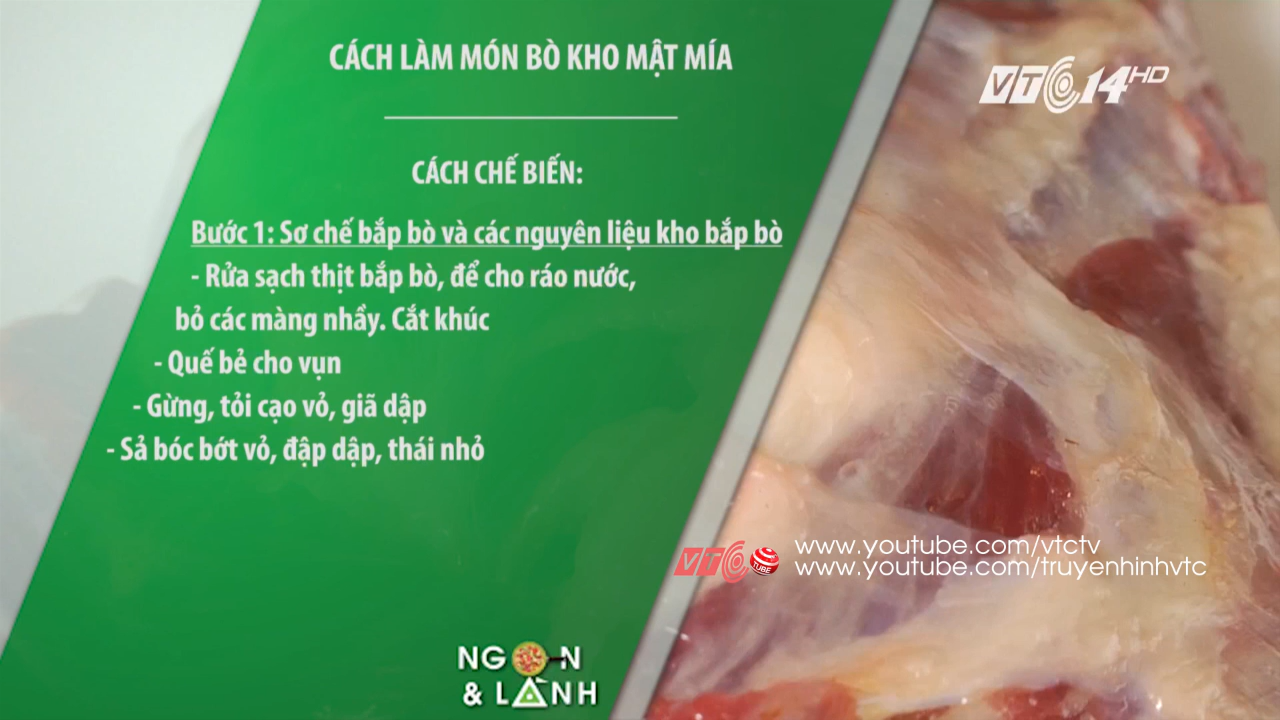 CÁCH LÀM MÓN BÒ KHO MẬT MÍA
VTC14HD
CÁCH CHẾ BIẾN:
Bước 1: Sơ chế bắp bò và các nguyên liệu kho bắp bò
- Rửa sạch thịt bắp bò, để cho ráo nước,
bỏ các màng nhầy. Cắt khúc
- Quế bẻ cho vụn
- Gừng, tỏi cạo vỏ, giã dập
- Sả bóc bớt vỏ, đập dập, thái nhỏ
VTC TUBE
www.youtube.com/vtctv
www.youtube.com/truyenhinhvtc
NGON
& LÀNH